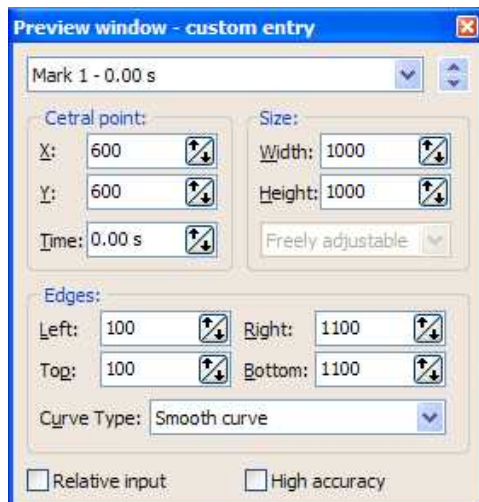 Preview window - custom entry
Mark 1 - 0.00 s
Cetral point:
X: 600
Y: 600
Time: 0.00 s
Size:
Width: 1000
Height: 1000
Freely adjustable
Edges:
Left: 100 Right: 1100
Top: 100 Bottom: 1100
Curve Type: Smooth curve
Relative input High accuracy